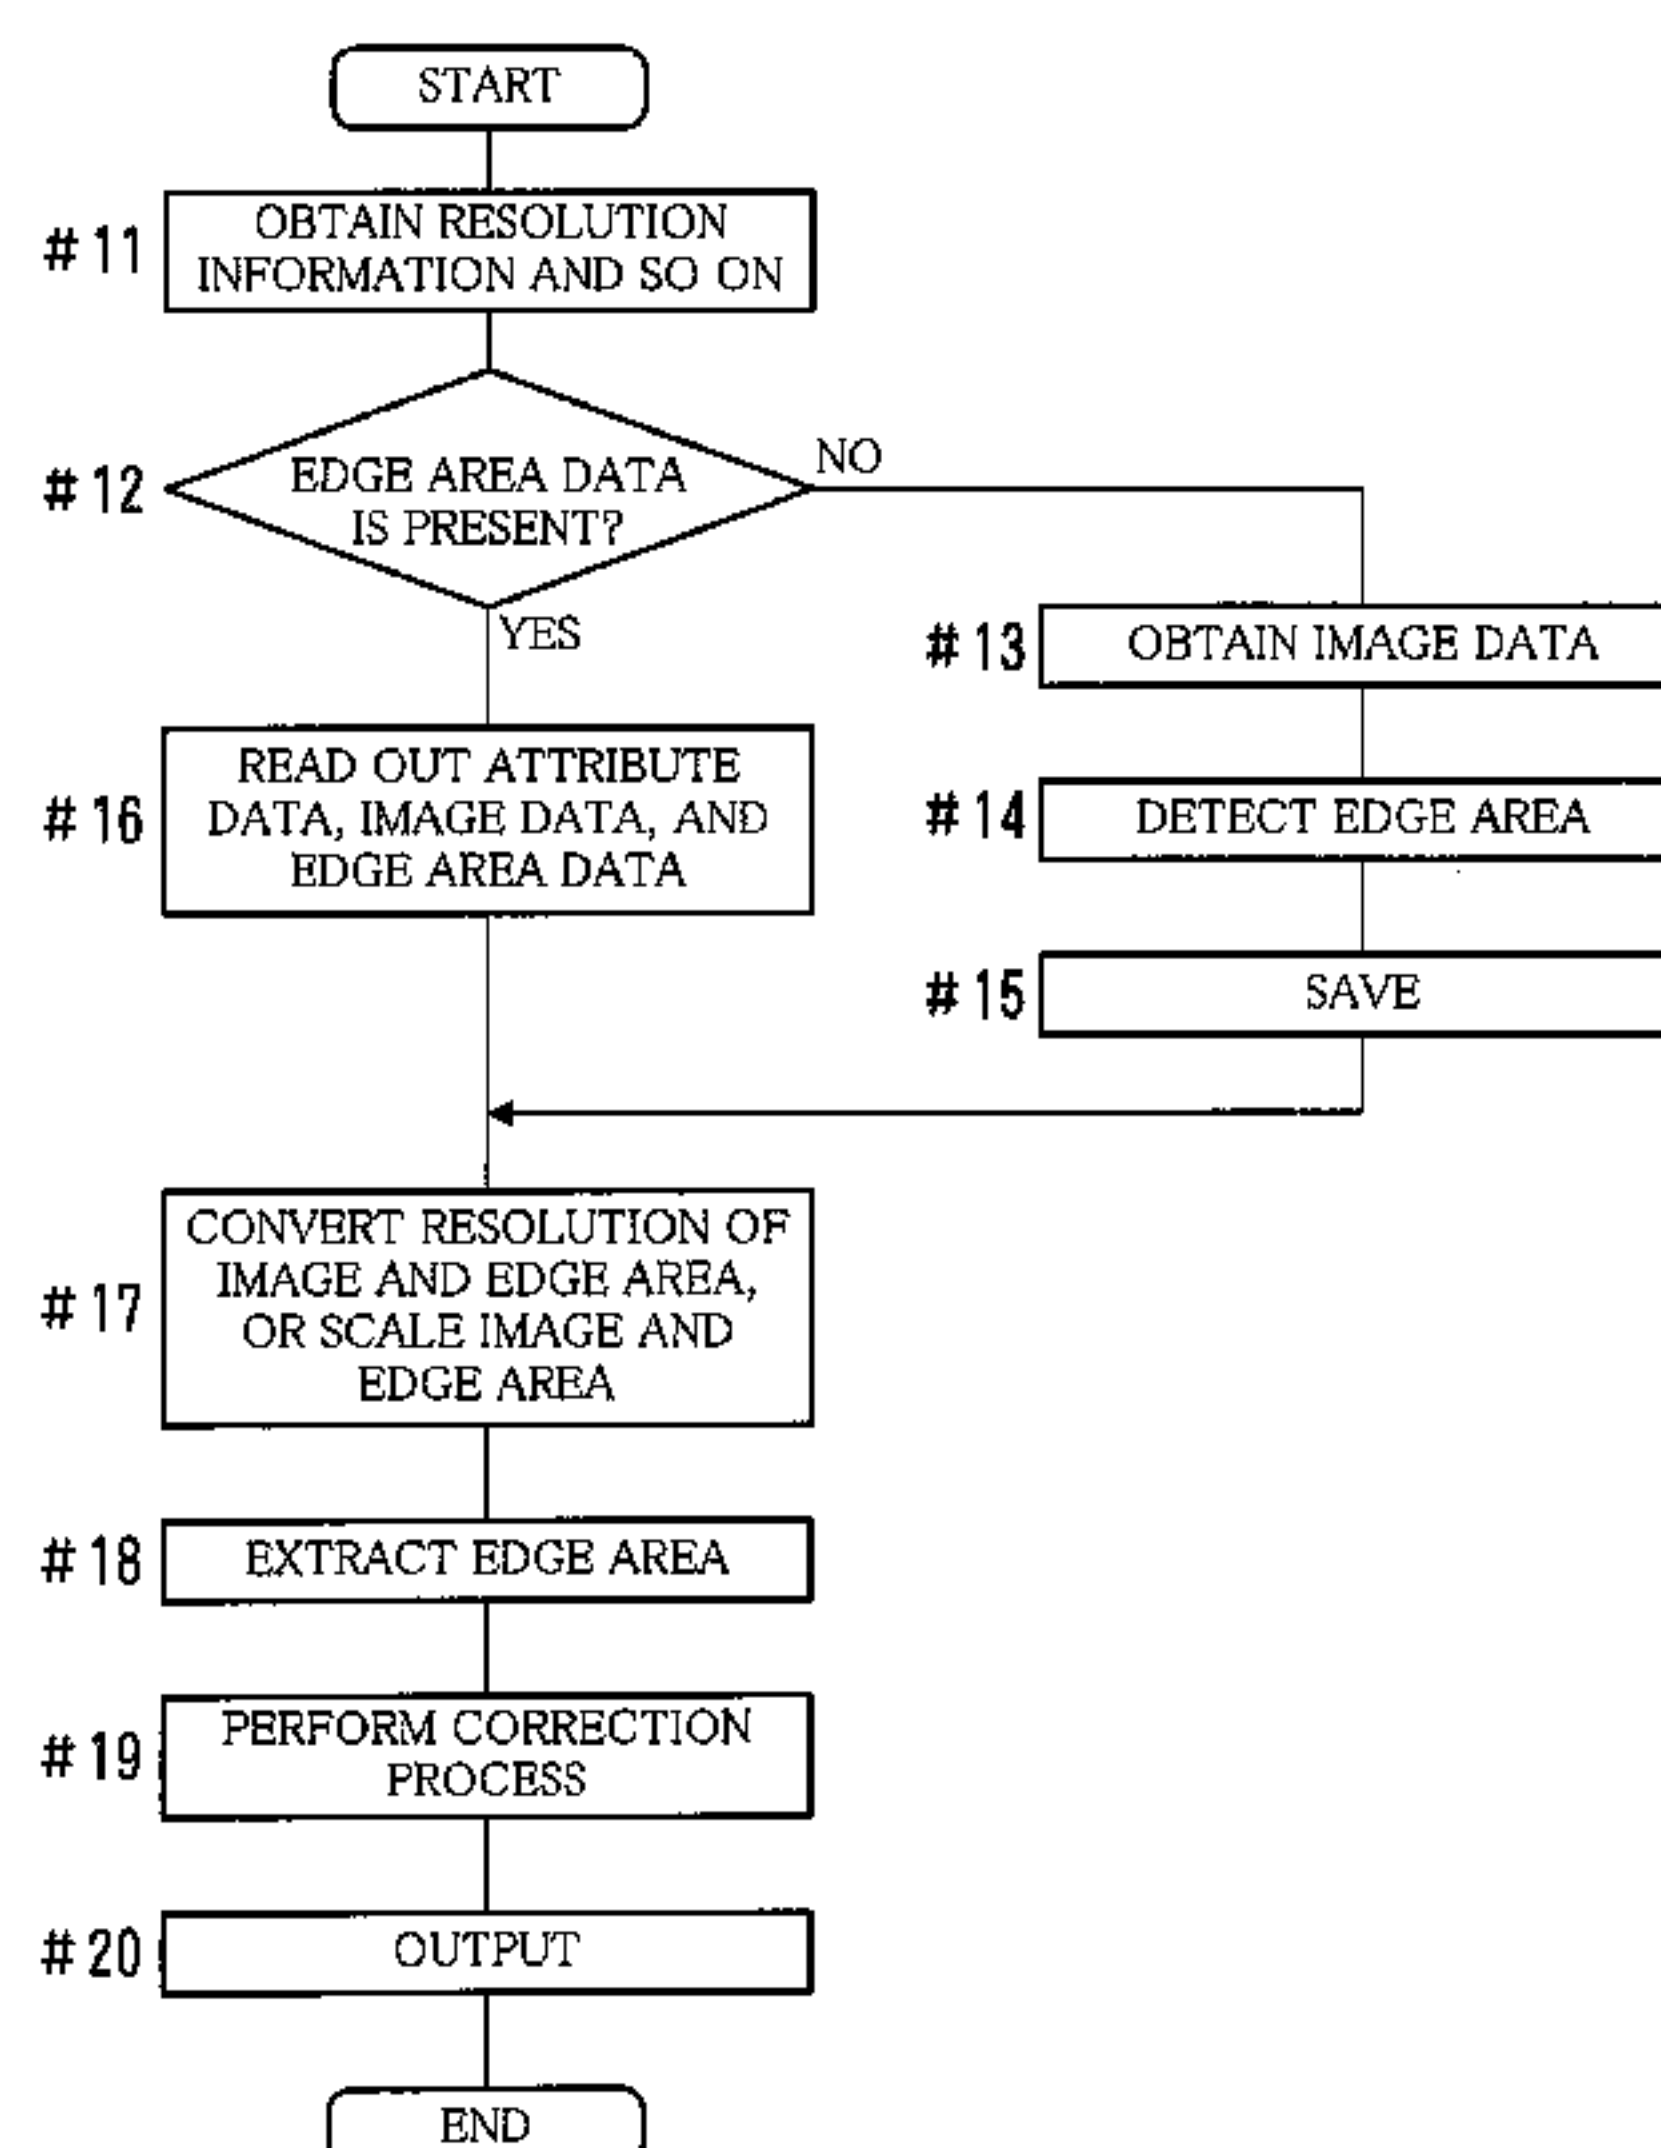 START
#11
OBTAIN RESOLUTION
INFORMATION AND SO ON
#12
EDGE AREA DATA
IS PRESENT?
NO
YES
#13
OBTAIN IMAGE DATA
#14
DETECT EDGE AREA
#15
SAVE
#16
READ OUT ATTRIBUTE
DATA, IMAGE DATA, AND
EDGE AREA DATA
#17
CONVERT RESOLUTION OF
IMAGE AND EDGE AREA,
OR SCALE IMAGE AND
EDGE AREA
#18
EXTRACT EDGE AREA
#19
PERFORM CORRECTION
PROCESS
#20
OUTPUT
END